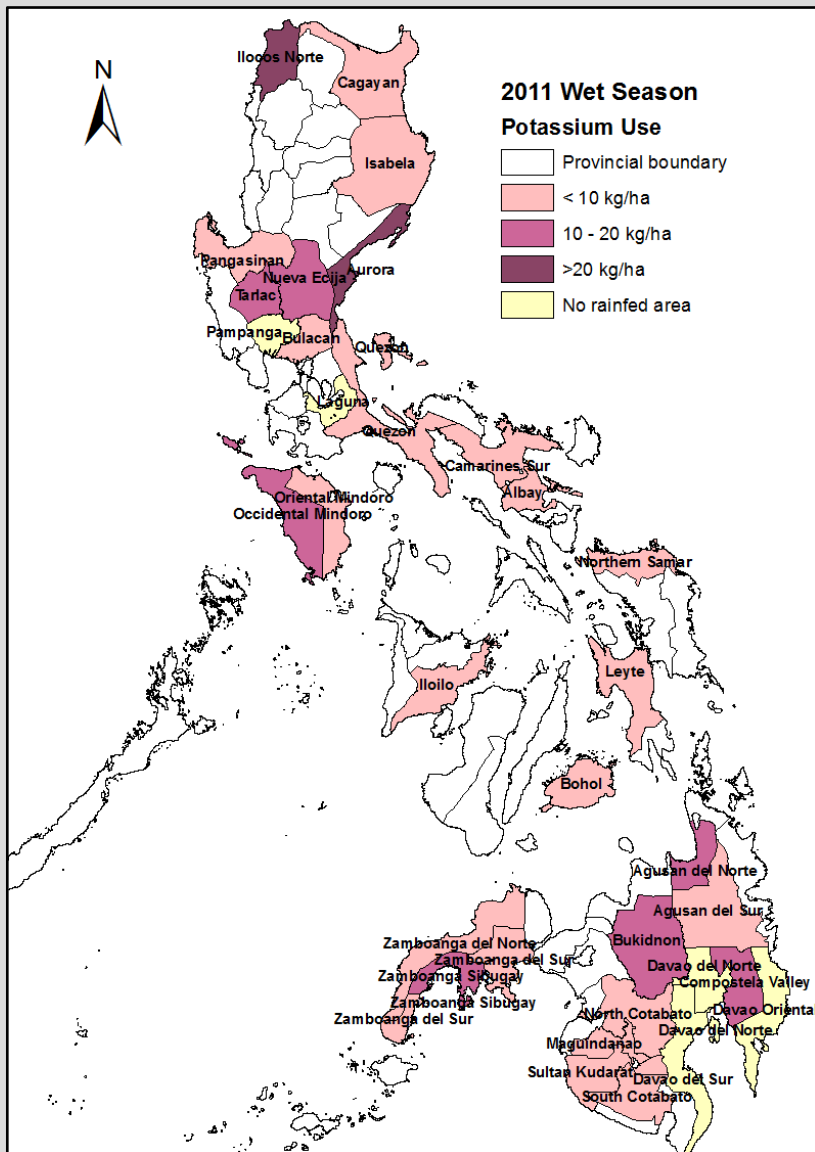 N
2011 Wet Season
Potassium Use
Provincial boundary
< 10 kg/ha
10 - 20 kg/ha
>20 kg/ha
No rainfed area
Ilocos Norte
Cagayan
Isabela
Pangasinan
Aurora
Nueva Ecija
Tarlac
Pampanga
Bulacan
Quezon
Laguna
Quezon
Camarines Sur
Albay
Oriental Mindoro
Occidental Mindoro
Northern Samar
Leyte
Iloilo
Bohol
Agusan del Norte
Agusan del Sur
Bukidnon
Zamboanga del Norte
Zamboanga del Sur
Zamboanga Sibugay
Zamboanga Sibugay
Zamboanga del Sur
Davao del Norte
Compostela Valley
Davao Oriental
North Cotabato
Davao del Norte
Maguindanao
Sultan Kudarat
Davao del Sur
South Cotabato